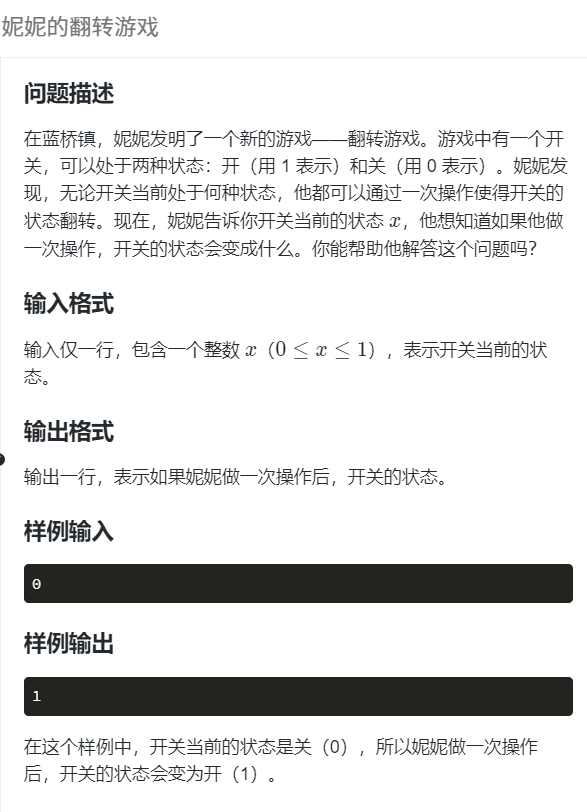 妮妮的翻转游戏
问题描述
在蓝桥镇，妮妮发明了一个新的游戏——翻转游戏。游戏中有一个开
关，可以处于两种状态：开（用 1 表示）和关（用 0 表示）。妮妮发
现，无论开关当前处于何种状态，他都可以通过一次操作使得开关的
状态翻转。现在，妮妮告诉你开关当前的状态 x，他想知道如果他做
一次操作，开关的状态会变成什么。你能帮助他解答这个问题吗？
输入格式
输入仅一行，包含一个整数 x（0 ≤ x ≤ 1），表示开关当前的状
态。
输出格式
输出一行，表示如果妮妮做一次操作后，开关的状态。
样例输入
0
样例输出
1
在这个样例中，开关当前的状态是关（0），所以妮妮做一次操作
后，开关的状态会变为开（1）。